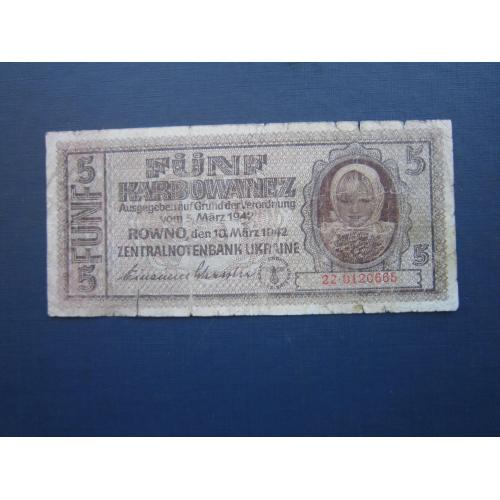 5
FÜNF
5
FÜNF
KARBOWANEZ
Ausgegeben auf Grund der Verordnung
vom 5. März 1942
ROWNO, den 10. März 1942
ZENTRALNOTENBANK UKRAINE
5
5
22·0120665